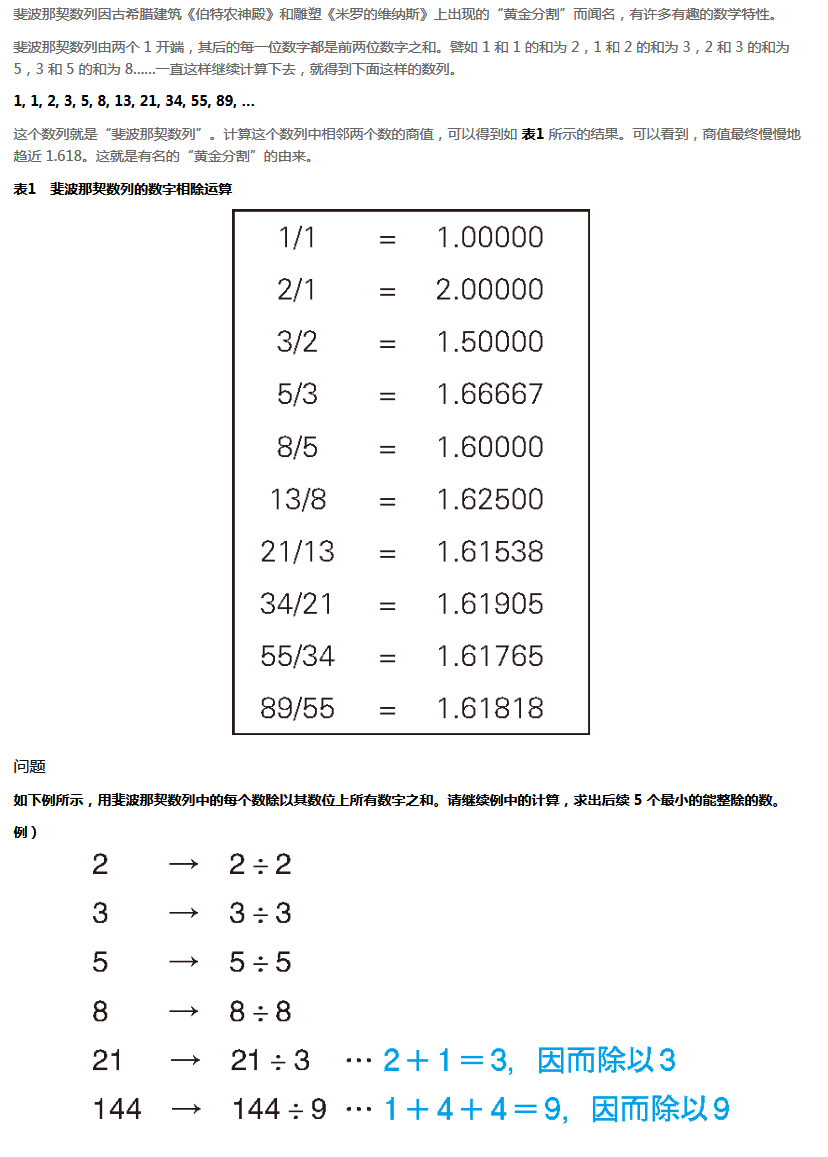 斐波那契数列因古希腊建筑《伯特农神殿》和雕塑《米罗的维纳斯》上出现的“黄金分割”而闻名，有许多有趣的数学特性。
斐波那契数列由两个 1 开端，其后的每一位数字都是前两位数字之和。譬如 1 和 1 的和为 2，1 和 2 的和为 3，2 和 3 的和为
5，3 和 5 的和为 8……一直这样继续计算下去，就得到下面这样的数列。
1, 1, 2, 3, 5, 8, 13, 21, 34, 55, 89, …
这个数列就是“斐波那契数列”。计算这个数列中相邻两个数的商值，可以得到如 表1 所示的结果。可以看到，商值最终慢慢地
趋近 1.618。这就是有名的“黄金分割”的由来。
表1 斐波那契数列的数字相除运算
1/1 = 1.00000
2/1 = 2.00000
3/2 = 1.50000
5/3 = 1.66667
8/5 = 1.60000
13/8 = 1.62500
21/13 = 1.61538
34/21 = 1.61905
55/34 = 1.61765
89/55 = 1.61818
问题
如下例所示，用斐波那契数列中的每个数除以其数位上所有数字之和。请继续例中的计算，求出后续 5 个最小的能整除的数。
例）
2 → 2÷2
3 → 3÷3
5 → 5÷5
8 → 8÷8
21 → 21÷3 … 2＋1＝3，因而除以3
144 → 144÷9 … 1＋4＋4＝9，因而除以9